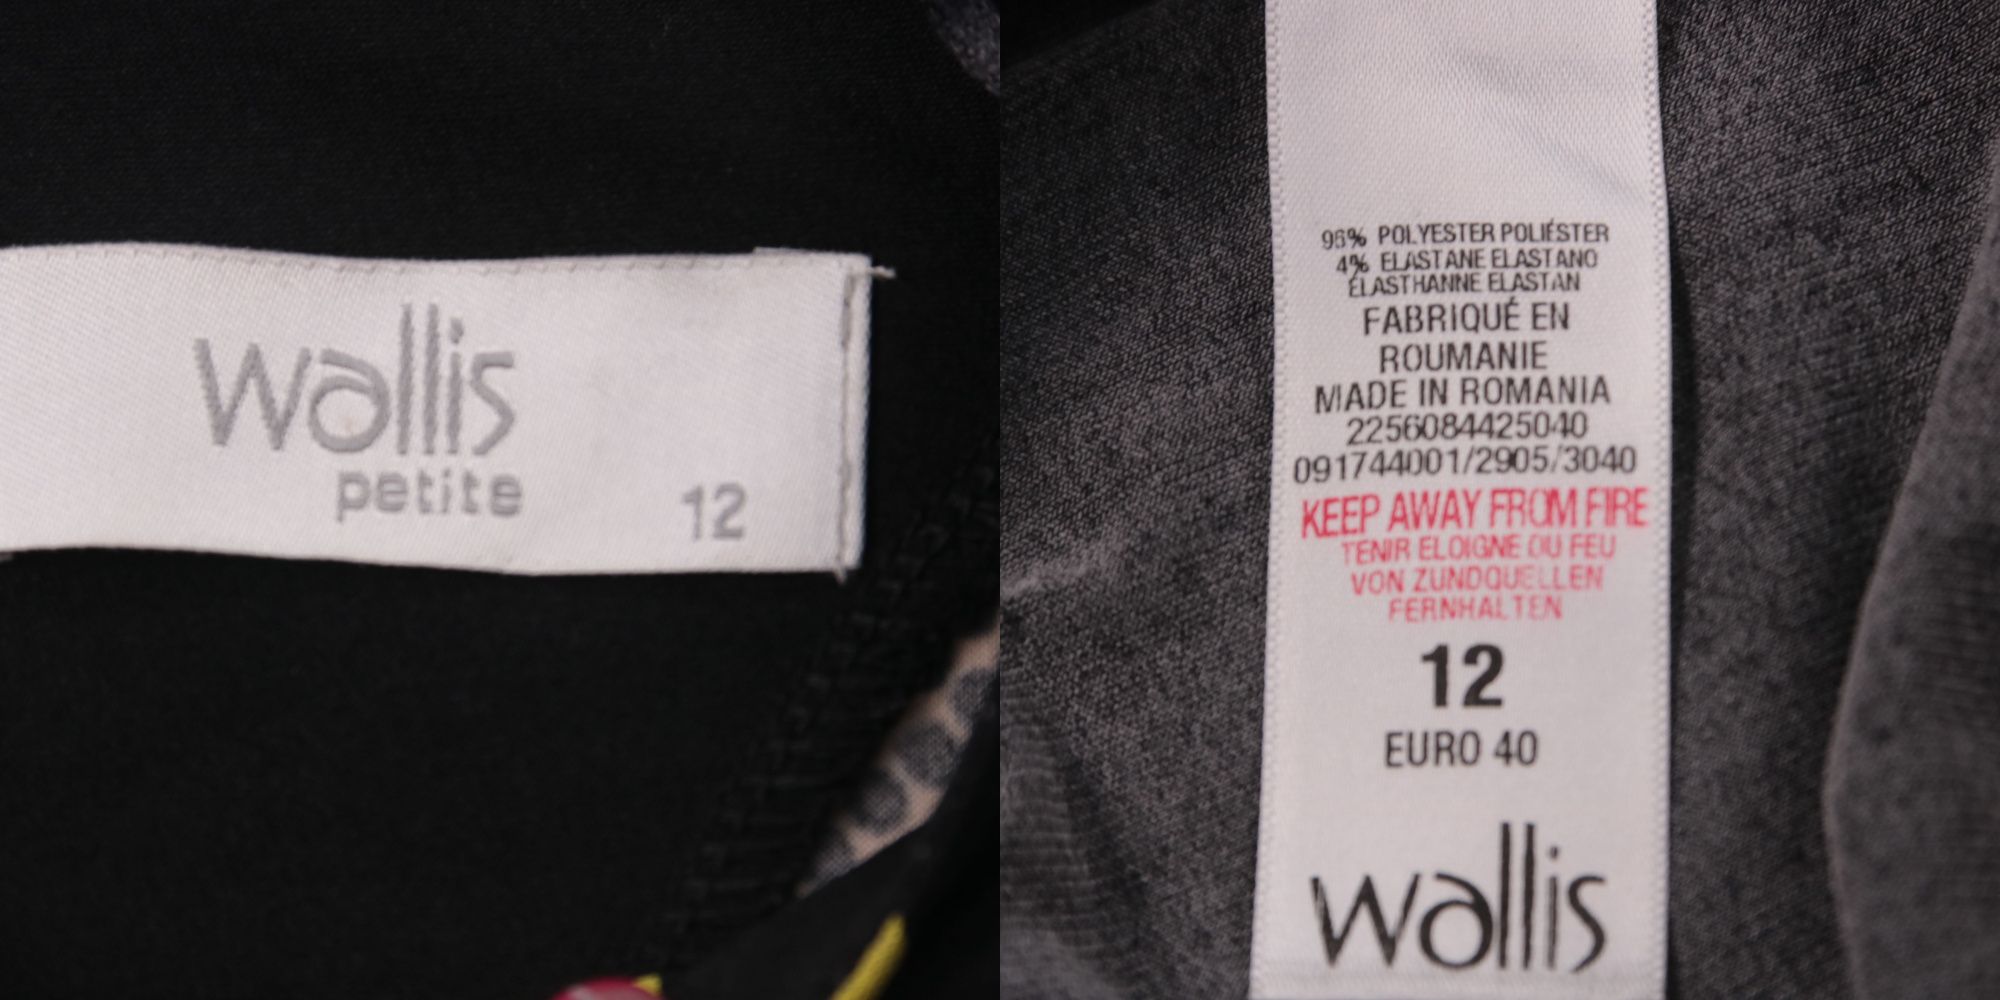 wallis
petite
12
96% POLYESTER POLIÉSTER
4% ELASTANE ELASTANO
ÉLASTHANNE ELASTAN
FABRIQUÉ EN
ROUMANIE
MADE IN ROMANIA
2256084425040
091744001/2905/3040
KEEP AWAY FROM FIRE
TENIR ELOIGNE DU FEU
VON ZUNDQUELLEN
FERNHALTEN
12
EURO 40
wallis